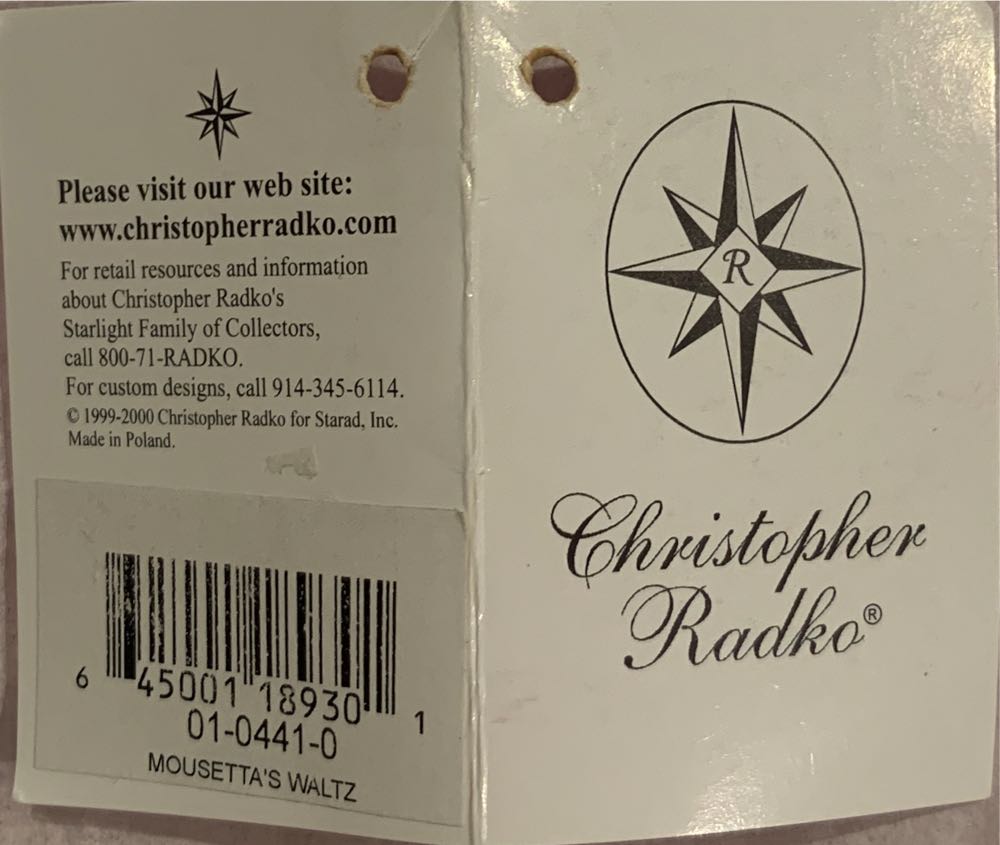 Please visit our web site:
www.christopherradko.com
For retail resources and information
about Christopher Radko's
Starlight Family of Collectors,
call 800-71-RADKO.
For custom designs, call 914-345-6114.
© 1999-2000 Christopher Radko for Starad, Inc.
Made in Poland.
6 45001 18930 1
01-0441-0
MOUSETTA'S WALTZ
R
Christopher
Radko®